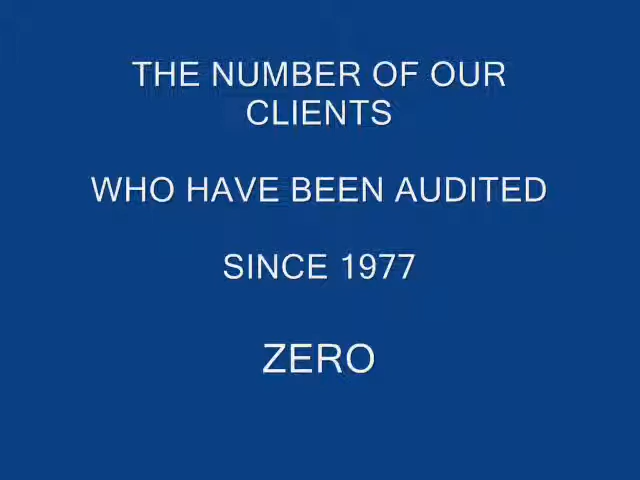 THE NUMBER OF OUR
CLIENTS
WHO HAVE BEEN AUDITED
SINCE 1977
ZERO